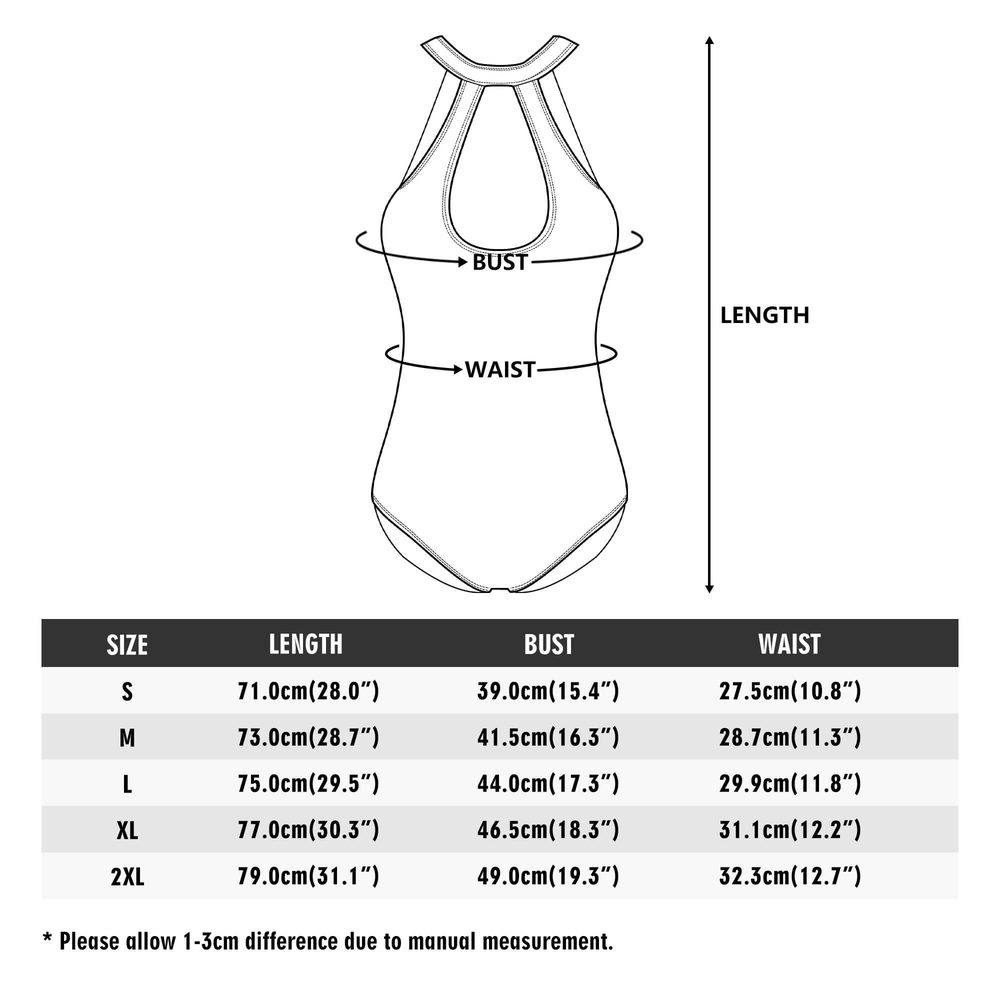 BUST
LENGTH
WAIST
SIZE LENGTH BUST WAIST
S 71.0cm(28.0″) 39.0cm(15.4″) 27.5cm(10.8″)
M 73.0cm(28.7″) 41.5cm(16.3″) 28.7cm(11.3″)
L 75.0cm(29.5″) 44.0cm(17.3″) 29.9cm(11.8″)
XL 77.0cm(30.3″) 46.5cm(18.3″) 31.1cm(12.2″)
2XL 79.0cm(31.1″) 49.0cm(19.3″) 32.3cm(12.7″)
* Please allow 1-3cm difference due to manual measurement.